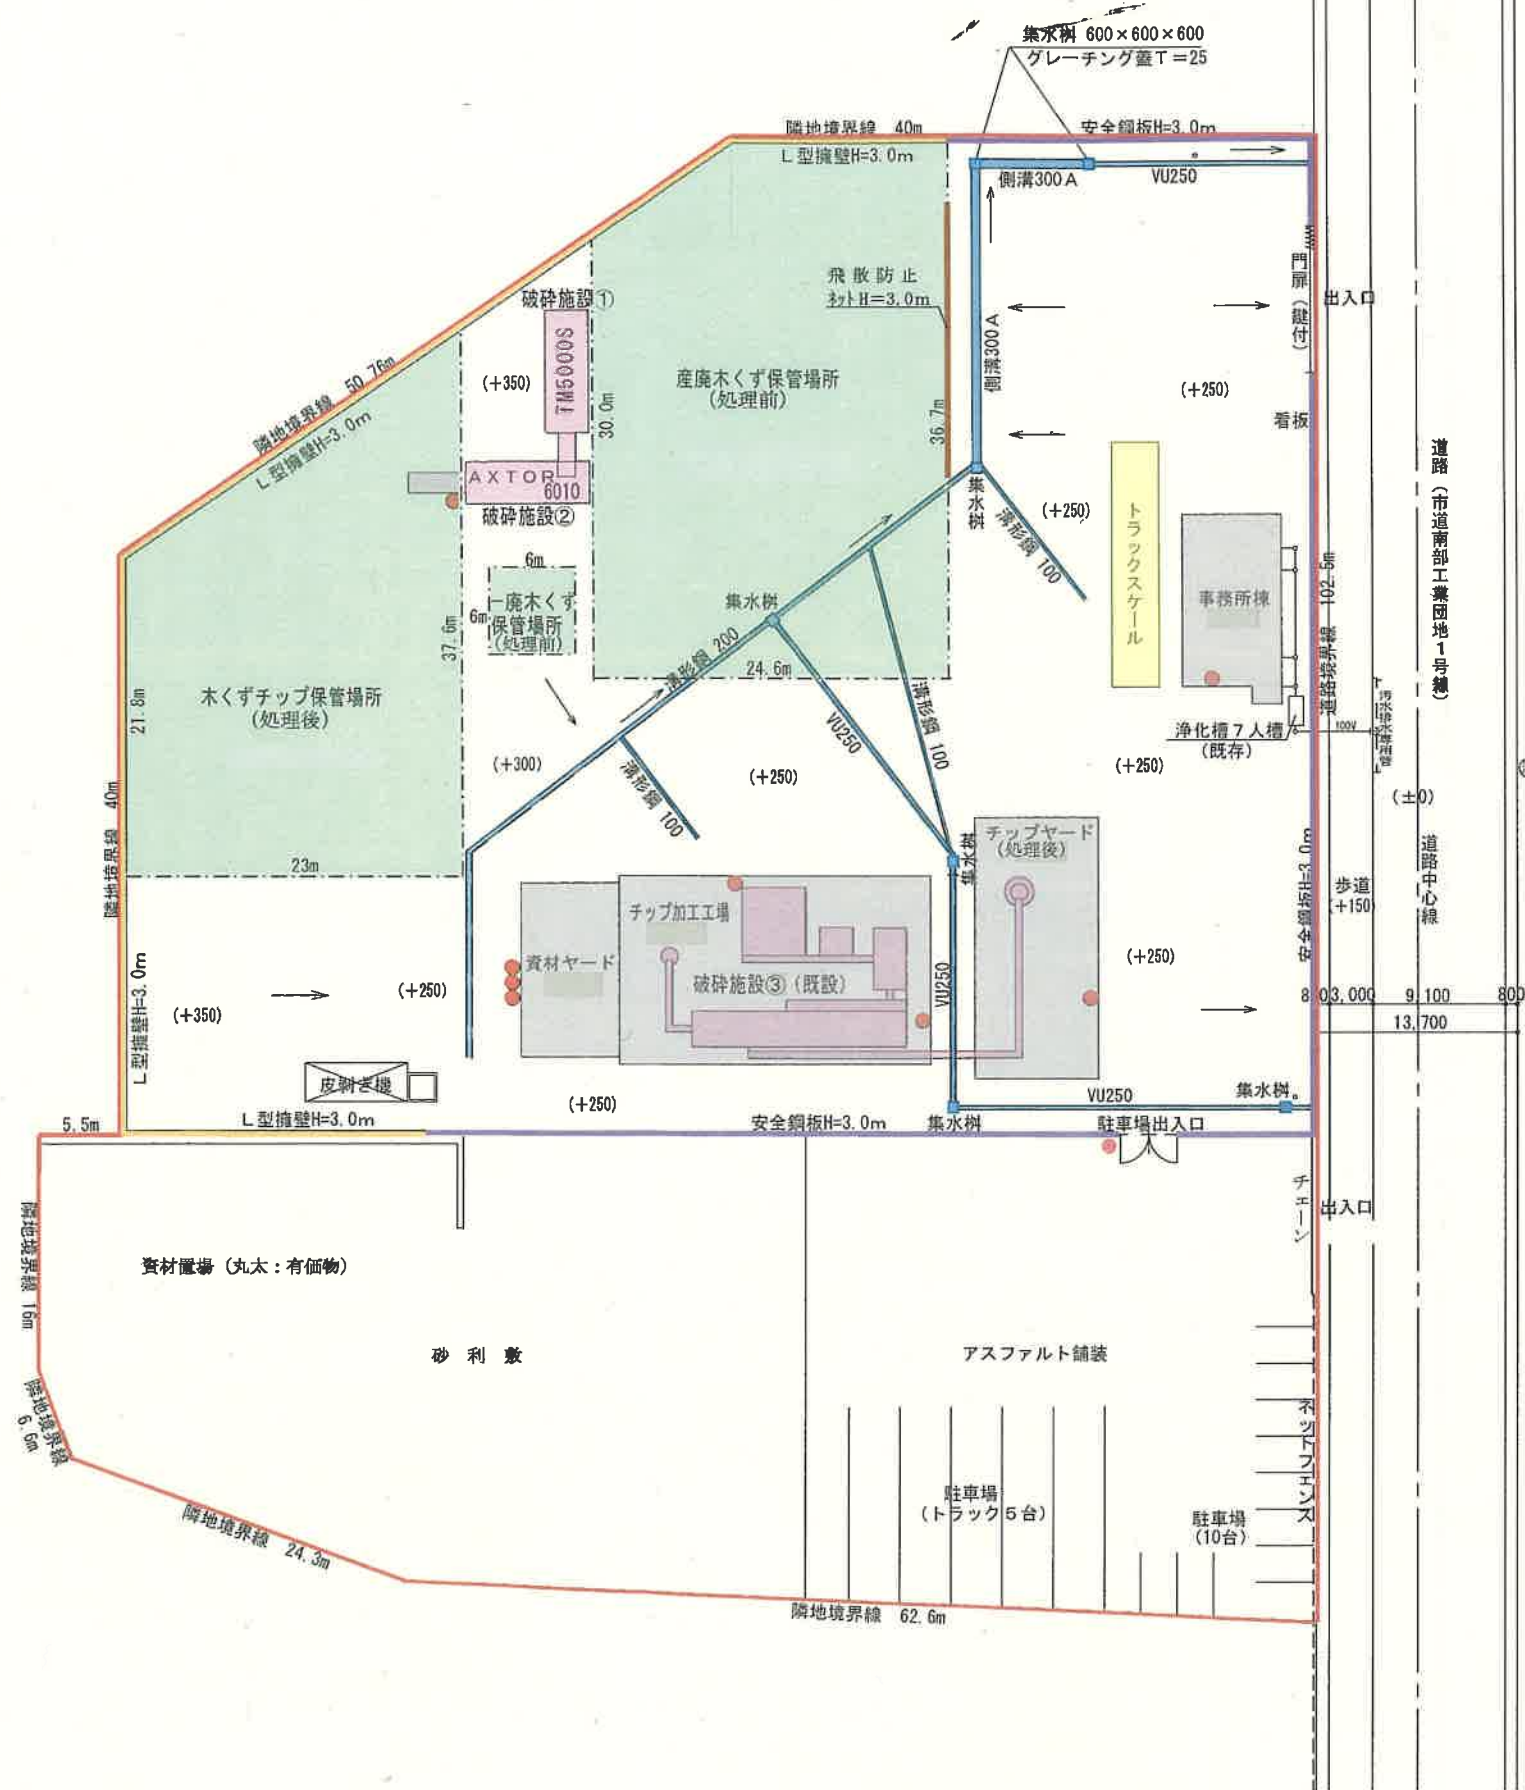 集水桝 600×600×600
グレーチング蓋T=25
隣地境界線 40m
安全鋼板H=3.0m
L型擁壁H=3.0m
側溝300A
VU250
飛散防止
ネットH=3.0m
門扉(鍵付)
出入口
破砕施設①
隣地境界線 50.76m
L型擁壁H=3.0m
(+350)
TM5000S
30.0m
産廃木くず保管場所
(処理前)
36.7m
側溝300A
(+250)
看板
道路(市道南部工業団地1号線)
AXTOR
6010
破砕施設②
集水桝
溝形鋼 100
(+250)
トラックスケール
事務所棟
道路境界線 102.5m
6m
6m
一廃木くず
保管場所
(処理前)
37.6m
集水桝
溝形鋼 200
24.6m
木くずチップ保管場所
(処理後)
21.8m
溝形鋼 100
VU250
浄化槽7人槽
(既存)
100V
(+300)
(+250)
(+250)
(±0)
溝形鋼 100
隣地境界線 40m
23m
集水桝
チップヤード
(処理後)
安全鋼板H=3.0m
歩道
(+150)
道路中心線
チップ加工工場
資材ヤード
破砕施設③(既設)
VU250
(+250)
L型擁壁H=3.0m
(+350)
(+250)
3,000
9,100
800
13,700
皮剥ぎ機
(+250)
VU250
集水桝
5.5m
L型擁壁H=3.0m
安全鋼板H=3.0m
集水桝
駐車場出入口
チェーン
出入口
隣地境界線 16m
資材置場(丸太:有価物)
砂利敷
アスファルト舗装
隣地境界線
6.6m
ネットフェンス
駐車場
(トラック5台)
駐車場
(10台)
隣地境界線 24.3m
隣地境界線 62.6m